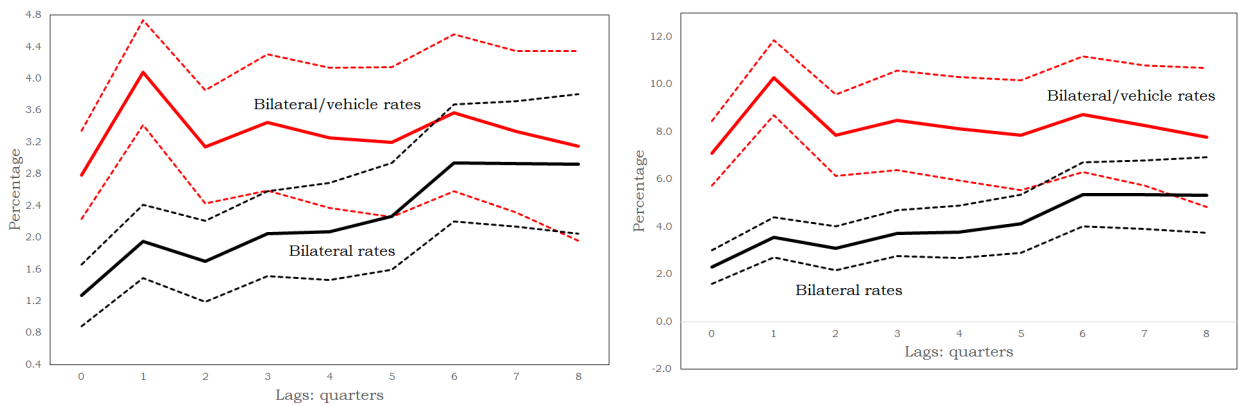 4.8
4.4
4.0
3.6
3.2
2.8
2.4
2.0
1.6
1.2
0.8
0.4
Percentage
Bilateral/vehicle rates
Bilateral rates
0 1 2 3 4 5 6 7 8
Lags: quarters
12.0
10.0
8.0
6.0
4.0
2.0
0.0
-2.0
Percentage
Bilateral/vehicle rates
Bilateral rates
0 1 2 3 4 5 6 7 8
Lags: quarters